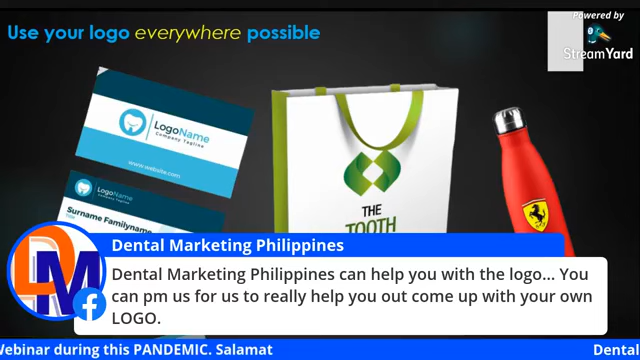 Powered by
StreamYard
Use your logo everywhere possible
LogoName
Company Tagline
www.website.com
LogoName
Surname Familyname
Title
THE
TOOTH
DM
Dental Marketing Philippines
Dental Marketing Philippines can help you with the logo... You
can pm us for us to really help you out come up with your own
LOGO.
Webinar during this PANDEMIC. Salamat
Dental